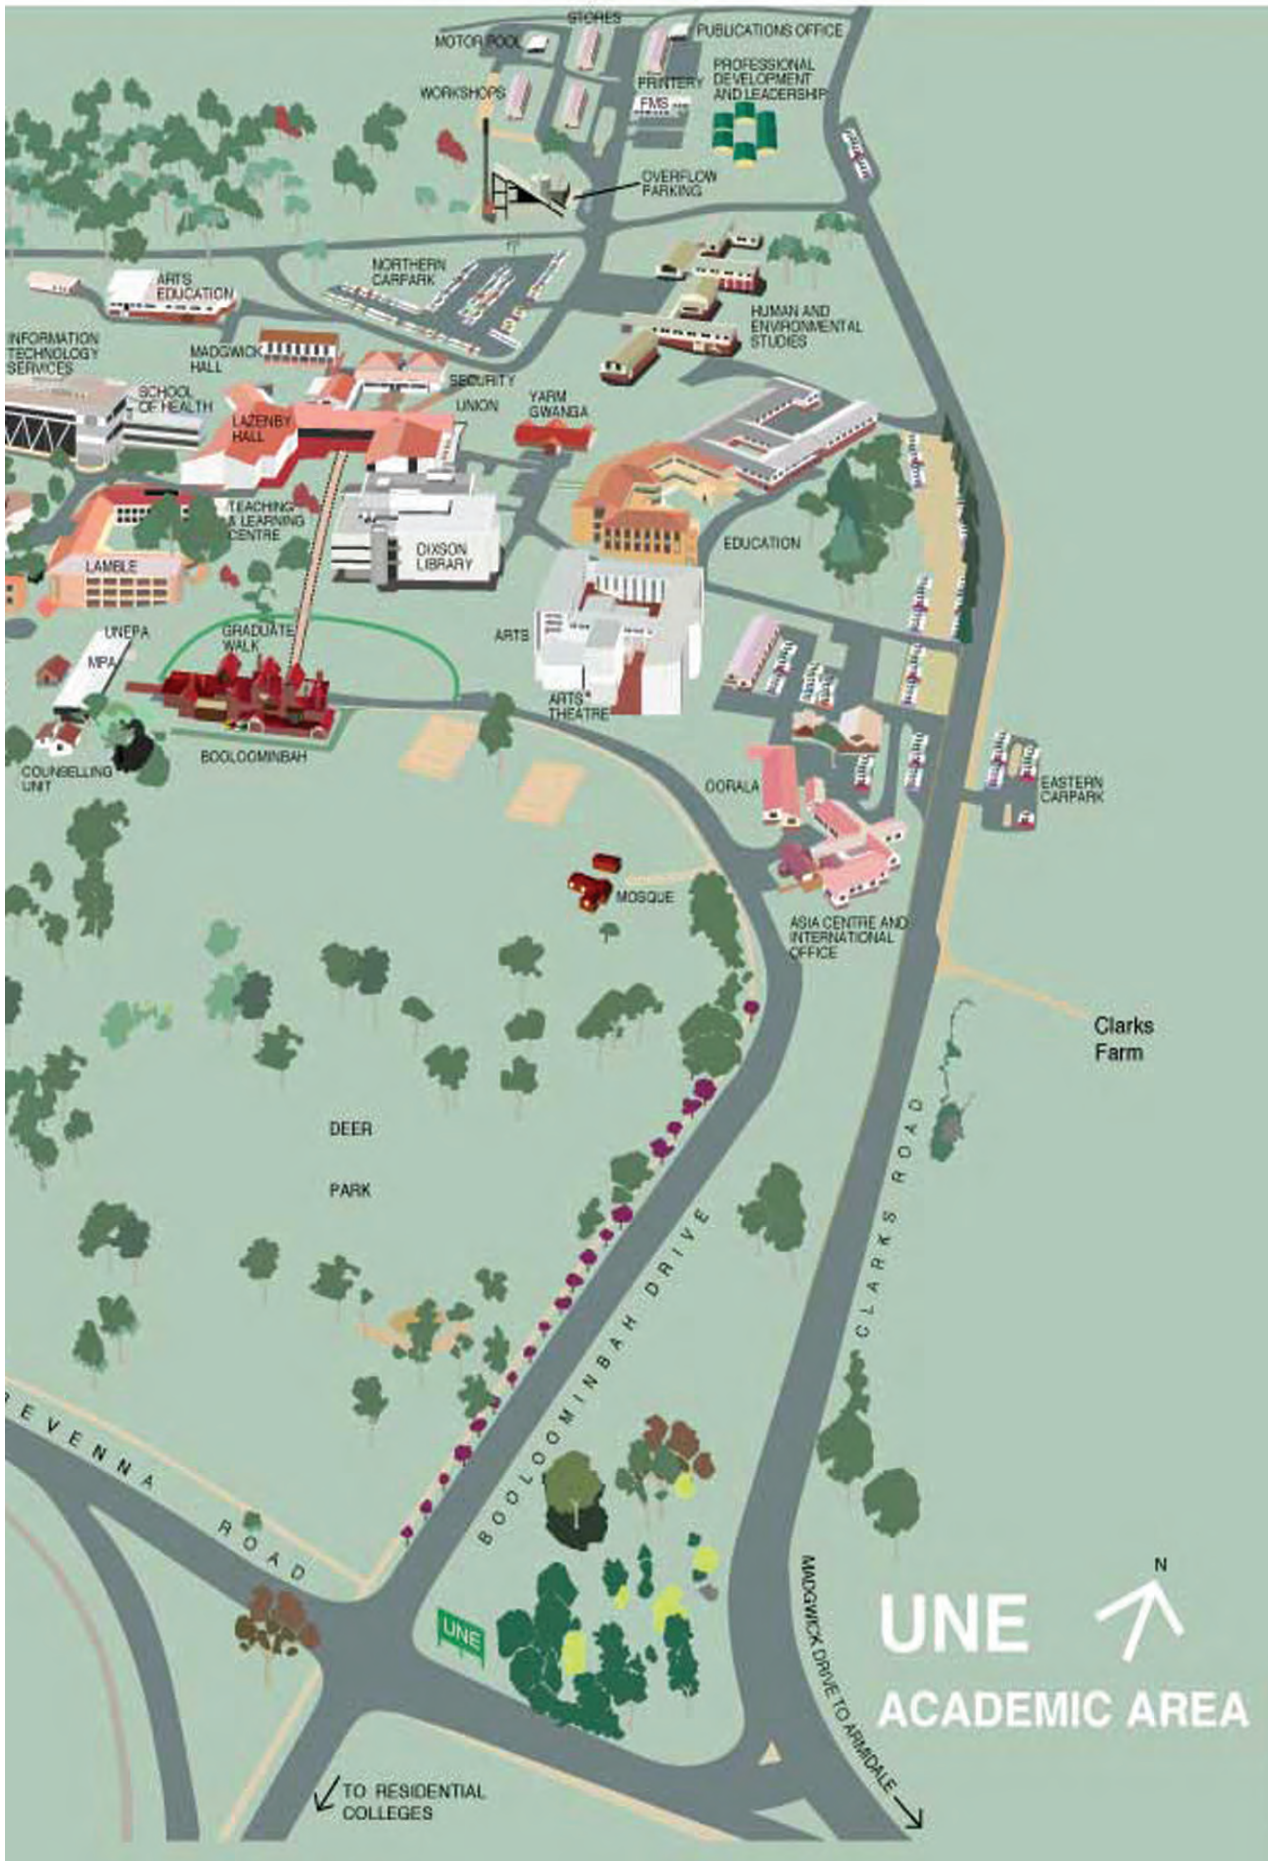 STORES
PUBLICATIONS OFFICE
MOTOR POOL
PROFESSIONAL
DEVELOPMENT
AND LEADERSHIP
PRINTERY
WORKSHOPS
FMS
OVERFLOW
PARKING
NORTHERN
CARPARK
ARTS
EDUCATION
HUMAN AND
ENVIRONMENTAL
STUDIES
INFORMATION
TECHNOLOGY
SERVICES
MADGWICK
HALL
SECURITY
SCHOOL
OF HEALTH
UNION
YARM
GWANGA
LAZENBY
HALL
TEACHING
& LEARNING
CENTRE
DIXSON
LIBRARY
EDUCATION
LAMBLE
UNEPA
GRADUATE
WALK
ARTS
MPA
ARTS
THEATRE
BOOLOOMINBAH
COUNSELLING
UNIT
OORALA
EASTERN
CARPARK
MOSQUE
ASIA CENTRE AND
INTERNATIONAL
OFFICE
Clarks
Farm
DEER
PARK
CLARKS ROAD
BOOLOOMINBAH DRIVE
REVENNA ROAD
UNE
N
UNE
ACADEMIC AREA
MADGWICK DRIVE TO ARMIDALE
TO RESIDENTIAL
COLLEGES